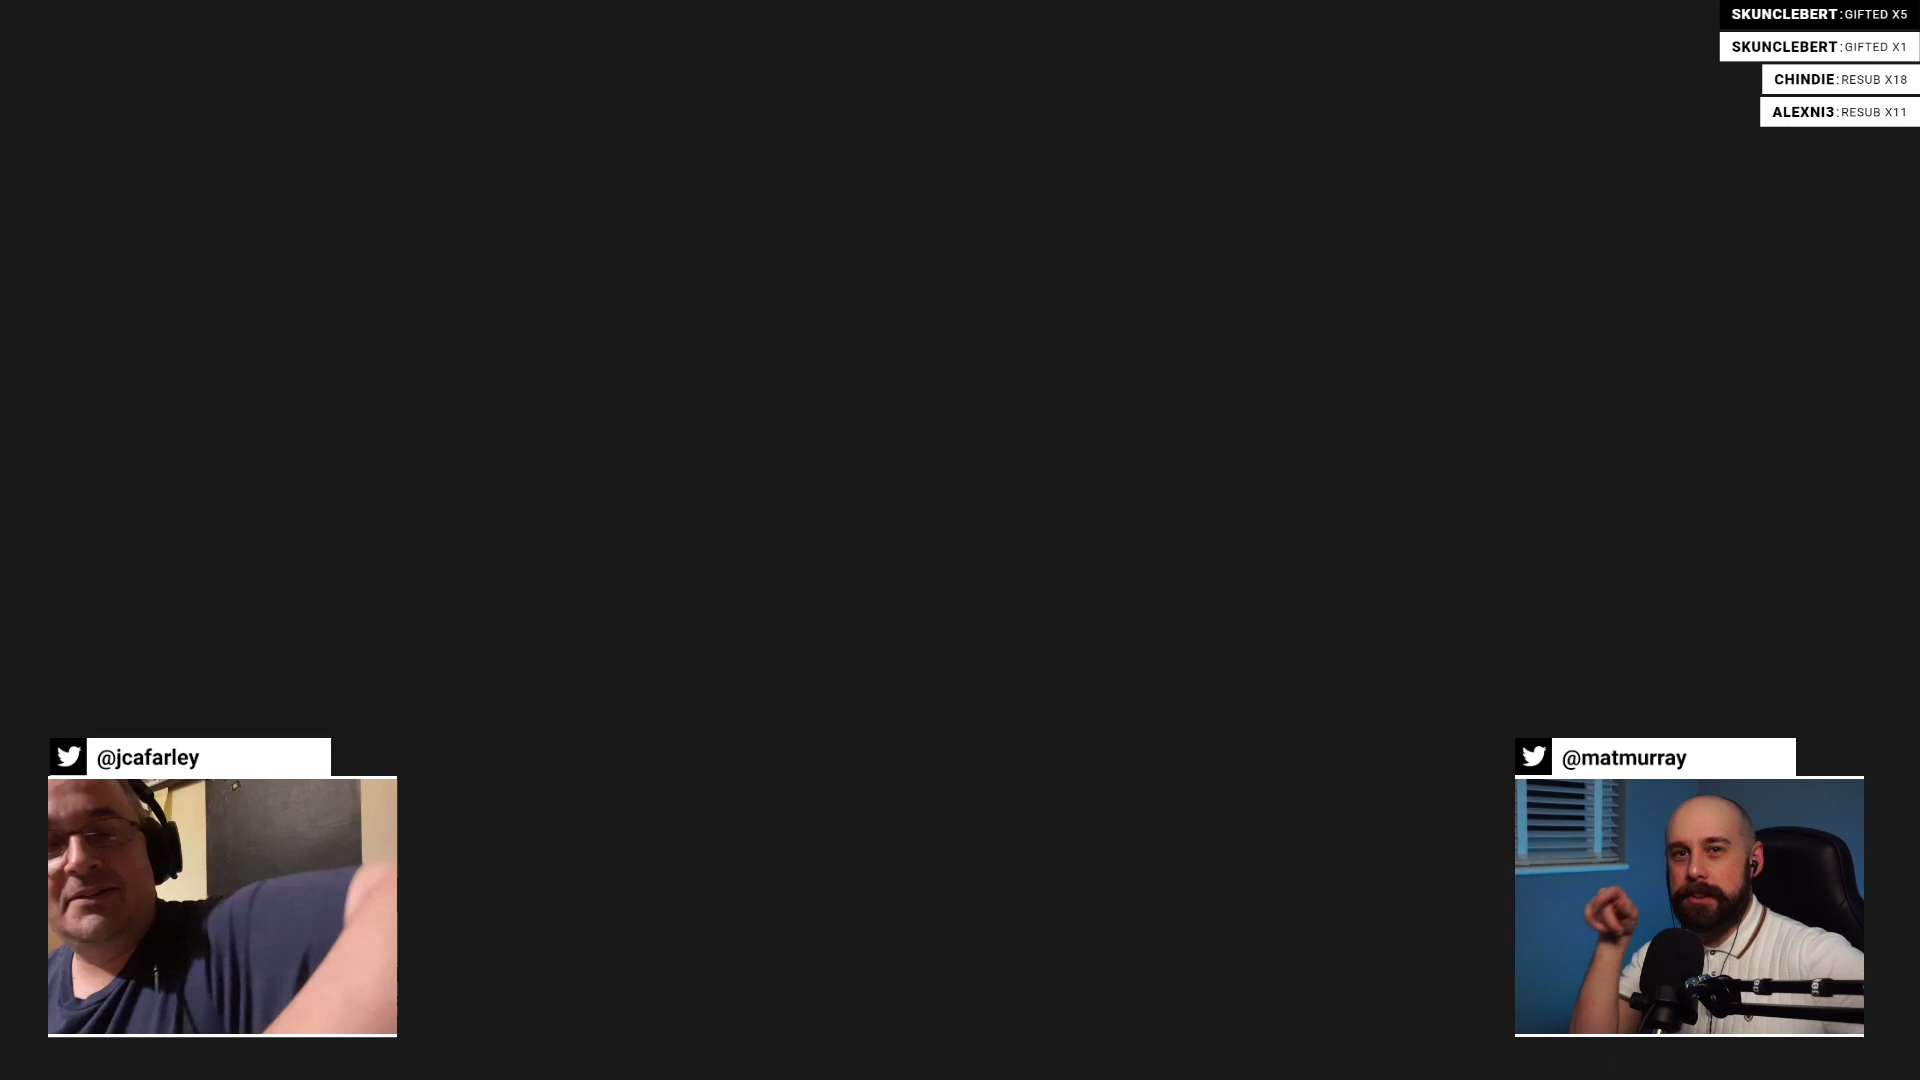 SKUNCLEBERT: GIFTED X5
SKUNCLEBERT: GIFTED X1
CHINDIE: RESUB X18
ALEXNI3: RESUB X11
@jcafarley
@matmurray